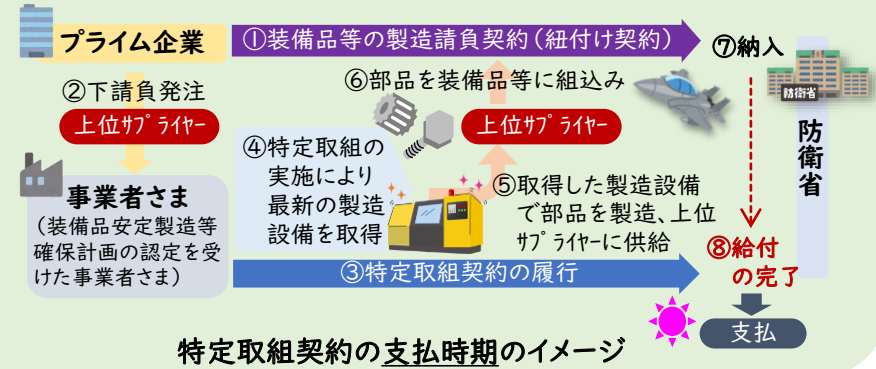 プライム企業
①装備品等の製造請負契約(紐付け契約)
⑦納入
防衛省
②下請負発注
⑥部品を装備品等に組込み
上位ｻﾌﾟﾗｲﾔｰ
上位ｻﾌﾟﾗｲﾔｰ
防衛省
④特定取組の
実施により
最新の製造
設備を取得
事業者さま
(装備品安定製造等
確保計画の認定を受
けた事業者さま)
⑤取得した製造設備
で部品を製造、上位
ｻﾌﾟﾗｲﾔｰに供給
③特定取組契約の履行
⑧給付
の完了
支払
特定取組契約の支払時期のイメージ